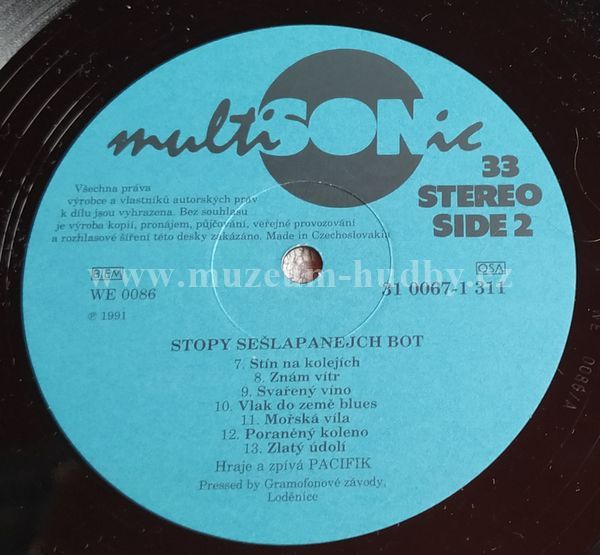 multiSONic
33
STEREO
SIDE 2
Všechna práva
výrobce a vlastníků autorských práv
k dílu jsou vyhrazena. Bez souhlasu
je výroba kopií, pronájem, půjčování, veřejné provozování
a rozhlasové šíření této desky zakázáno. Made in Czechoslovakia
www.muzeum-hudby.cz
BIEM
OSA
WE 0086
31 0067-1 311
℗ 1991
STOPY SEŠLAPANEJCH BOT
7. Stín na kolejích
8. Znám vítr
9. Svařený víno
10. Vlak do země blues
11. Mořská víla
12. Poraněný koleno
13. Zlatý údolí
Hraje a zpívá PACIFIK
Pressed by Gramofonové závody,
Loděnice
WE 0086/A